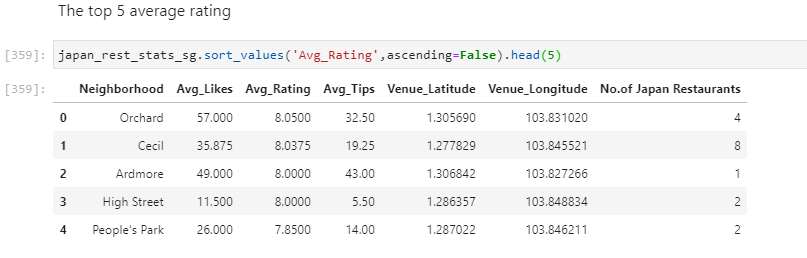 The top 5 average rating
[359]: japan_rest_stats_sg.sort_values('Avg_Rating',ascending=False).head(5)
[359]: Neighborhood Avg_Likes Avg_Rating Avg_Tips Venue_Latitude Venue_Longitude No.of Japan Restaurants
0 Orchard 57.000 8.0500 32.50 1.305690 103.831020 4
1 Cecil 35.875 8.0375 19.25 1.277829 103.845521 8
2 Ardmore 49.000 8.0000 43.00 1.306842 103.827266 1
3 High Street 11.500 8.0000 5.50 1.286357 103.848834 2
4 People's Park 26.000 7.8500 14.00 1.287022 103.846211 2